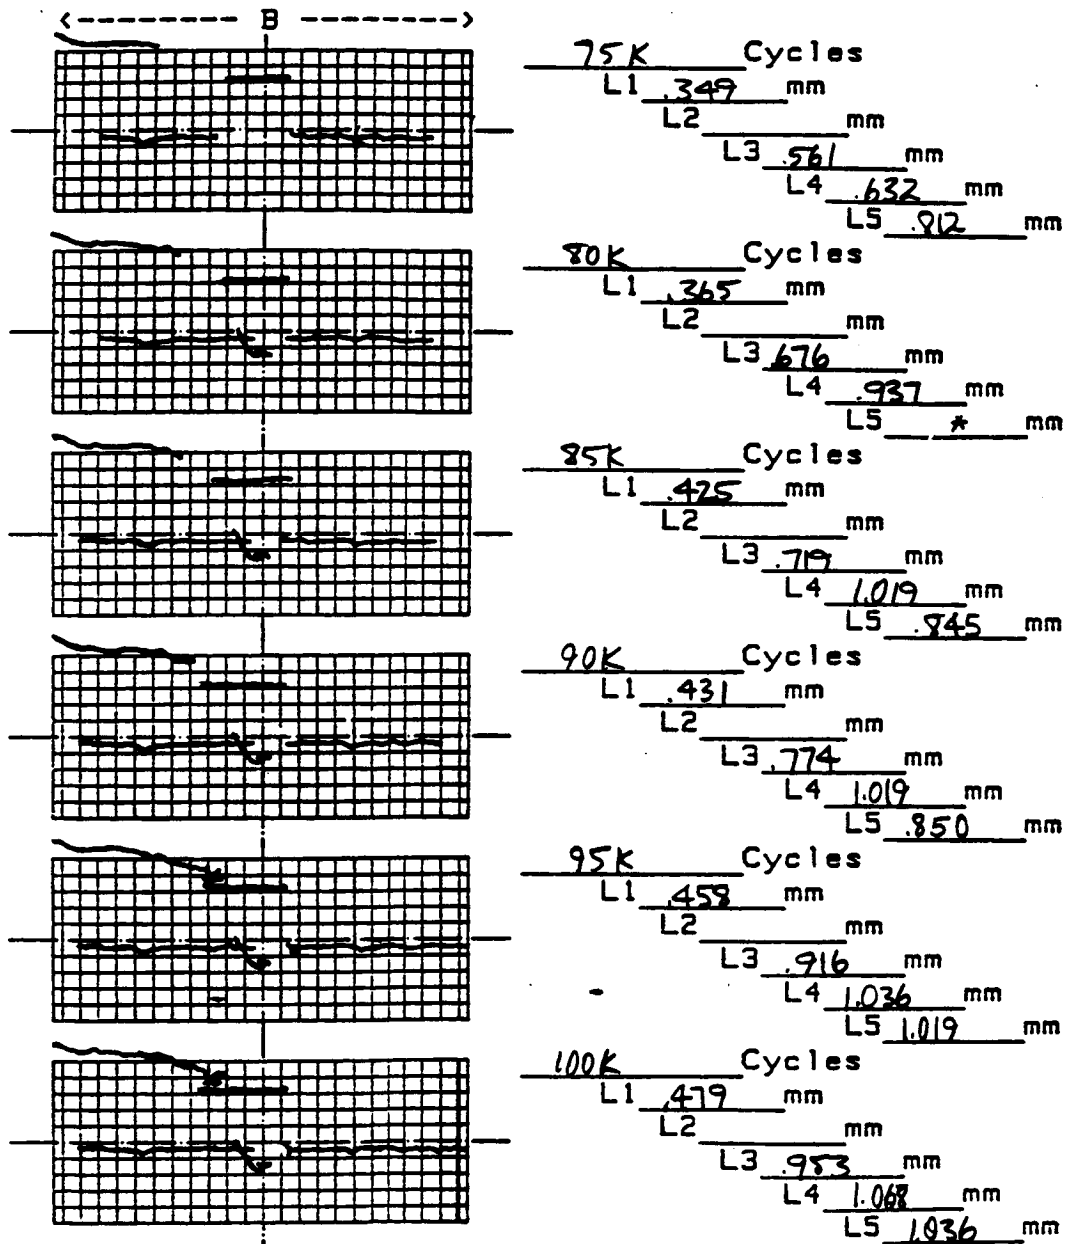 B
75K Cycles
L1 .349 mm
L2 mm
L3 .561 mm
L4 .632 mm
L5 .812 mm
80K Cycles
L1 .365 mm
L2 mm
L3 .676 mm
L4 .937 mm
L5 * mm
85K Cycles
L1 .425 mm
L2 mm
L3 .719 mm
L4 1.019 mm
L5 .845 mm
90K Cycles
L1 .431 mm
L2 mm
L3 .774 mm
L4 1.019 mm
L5 .850 mm
95K Cycles
L1 .458 mm
L2 mm
L3 .916 mm
L4 1.036 mm
L5 1.019 mm
100K Cycles
L1 .479 mm
L2 mm
L3 .953 mm
L4 1.068 mm
L5 1.036 mm